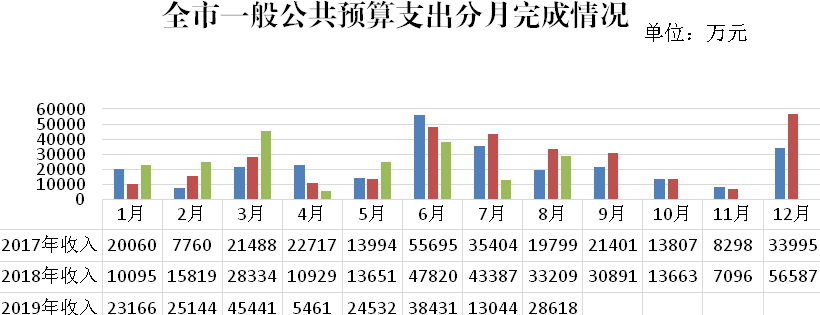 全市一般公共预算支出分月完成情况
单位：万元
60000
50000
40000
30000
20000
10000
0
1月 2月 3月 4月 5月 6月 7月 8月 9月 10月 11月 12月
2017年收入 20060 7760 21488 22717 13994 55695 35404 19799 21401 13807 8298 33995
2018年收入 10095 15819 28334 10929 13651 47820 43387 33209 30891 13663 7096 56587
2019年收入 23166 25144 45441 5461 24532 38431 13044 28618